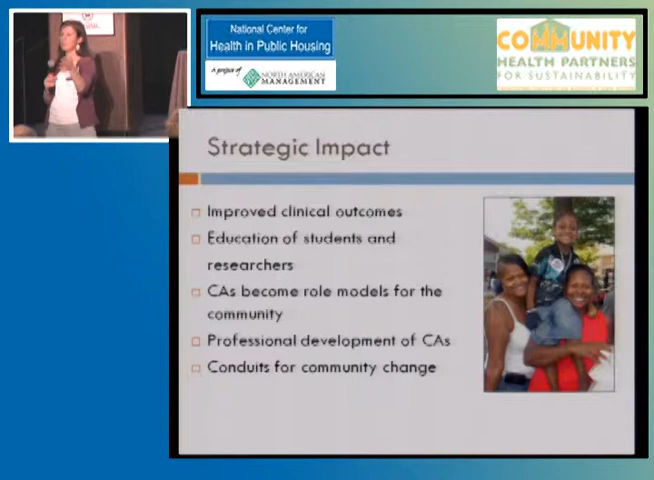 National Center for
Health in Public Housing
a project of NORTH AMERICAN
MANAGEMENT
COMMUNITY
HEALTH PARTNERS
FOR SUSTAINABILITY
Strategic Impact
Improved clinical outcomes
Education of students and
researchers
CAs become role models for the
community
Professional development of CAs
Conduits for community change